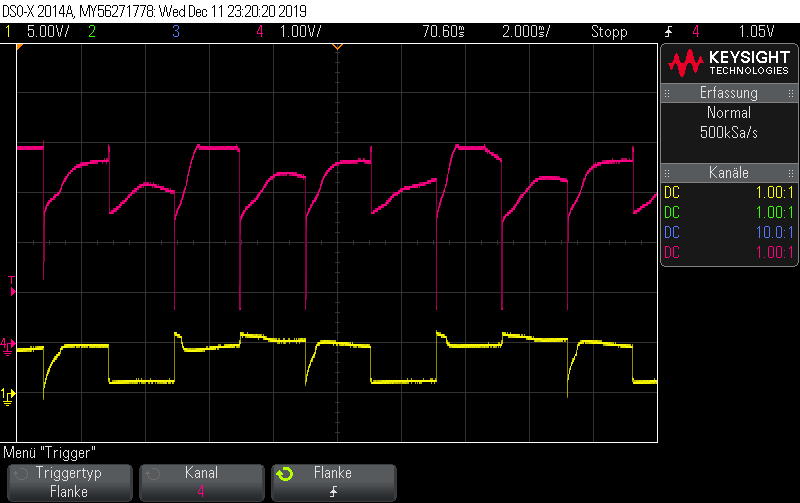 DSO-X 2014A, MY56271778: Wed Dec 11 23:20:20 2019
1 5.00V/ 2 3 4 1.00V/ 70.60s 2.000s/ Stopp 4 1.05V
KEYSIGHT
TECHNOLOGIES
Erfassung
Normal
500kSa/s
Kanäle
DC 1.00:1
DC 1.00:1
DC 10.0:1
DC 1.00:1
T
4
1
Menü "Trigger"
Triggertyp
Flanke
Kanal
4
Flanke